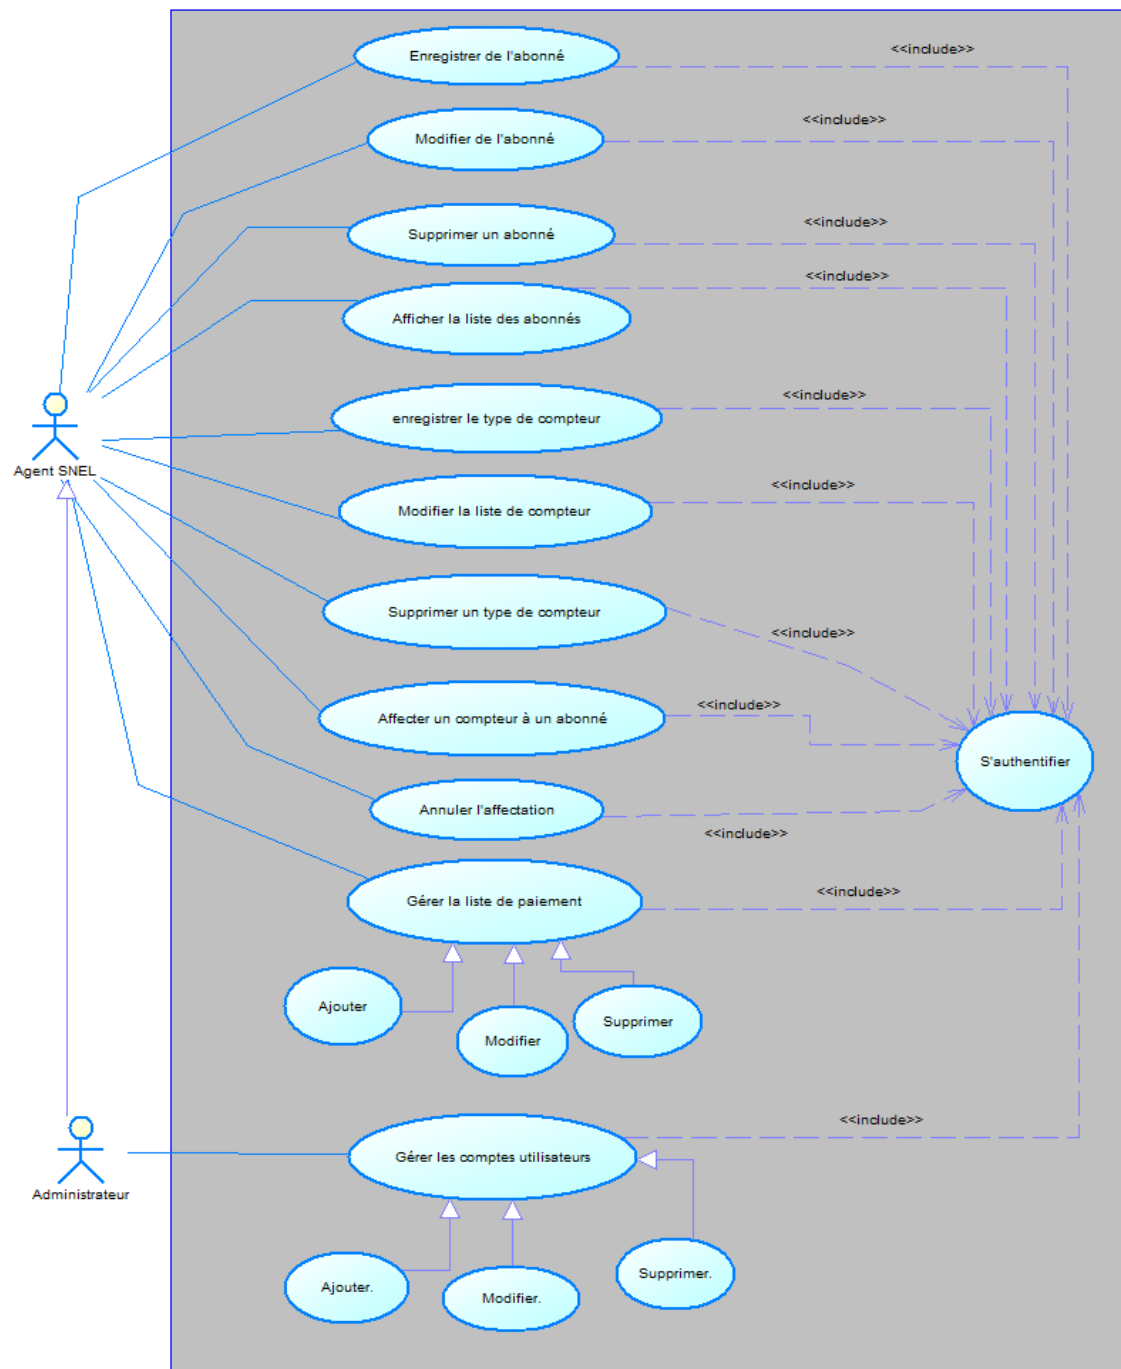 Enregistrer de l'abonné
<<include>>
Modifier de l'abonné
<<include>>
Supprimer un abonné
<<include>>
Afficher la liste des abonnés
<<include>>
enregistrer le type de compteur
<<include>>
Agent SNEL
Modifier la liste de compteur
<<include>>
Supprimer un type de compteur
<<include>>
Affecter un compteur à un abonné
<<include>>
S'authentifier
Annuler l'affectation
<<include>>
Gérer la liste de paiement
<<include>>
Ajouter
Modifier
Supprimer
<<include>>
Gérer les comptes utilisateurs
Administrateur
Ajouter.
Modifier.
Supprimer.